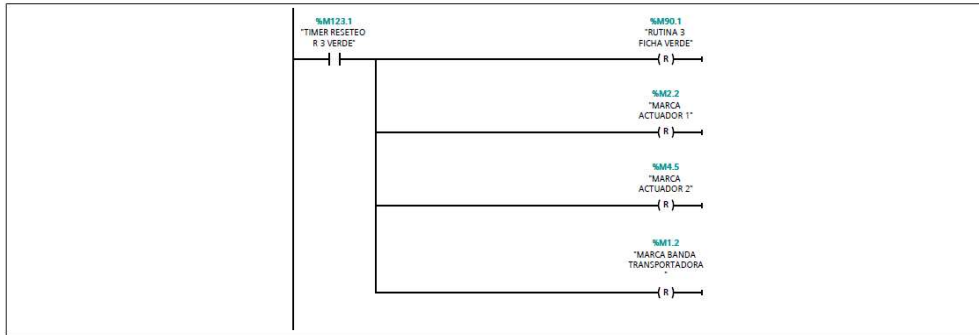 %M123.1
"TIMER RESETEO
R 3 VERDE"
%M90.1
"RUTINA 3
FICHA VERDE"
R
%M2.2
"MARCA
ACTUADOR 1"
R
%M4.5
"MARCA
ACTUADOR 2"
R
%M1.2
"MARCA BANDA
TRANSPORTADORA
"
R